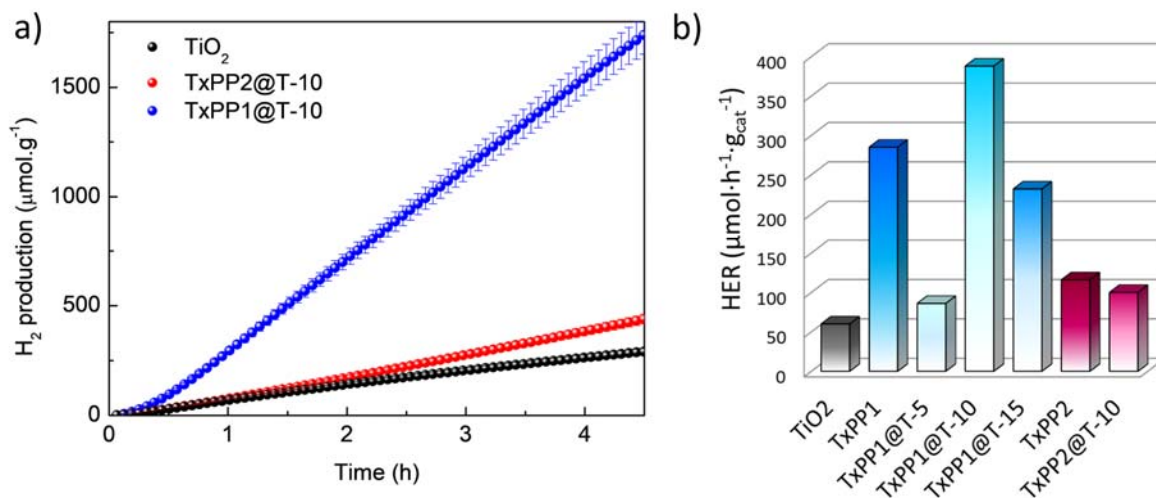 a)
H₂ production (μmol.g⁻¹)
1500
1000
500
0
TiO₂
TxPP2@T-10
TxPP1@T-10
0 1 2 3 4
Time (h)
b)
HER (μmol·h⁻¹·g_cat⁻¹)
400
350
300
250
200
150
100
50
0
TiO2
TxPP1
TxPP1@T-5
TxPP1@T-10
TxPP1@T-15
TxPP2
TxPP2@T-10